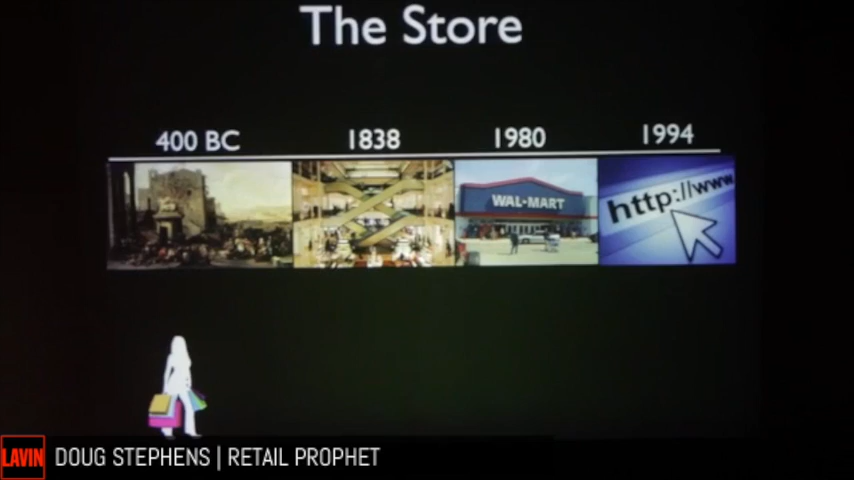 The Store
400 BC
1838
1980
1994
WAL-MART
http://www
LAVIN
DOUG STEPHENS | RETAIL PROPHET